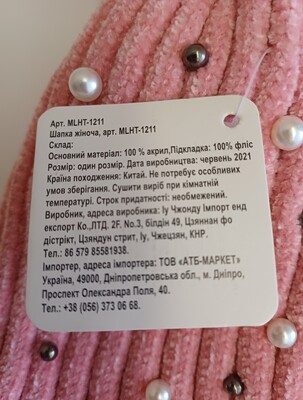 Арт. MLHT-1211
Шапка жіноча, арт. MLHT-1211
Склад:
Основний матеріал: 100 % акрил,Підкладка: 100% фліс
Розмір: один розмір. Дата виробництва: червень 2021
Країна походження: Китай. Не потребує особливих
умов зберігання. Сушити виріб при кімнатній
температурі. Строк придатності: необмежений.
Виробник, адреса виробника: Іу Чжонду Імпорт енд
експорт Ко.,ЛТД. 2F. No.3, білдін 49, Цзяннан фо
дістрікт, Цзяндун стрит, Іу, Чжецзян, КНР.
Тел.: 86 579 85581938.
Імпортер, адреса імпортера: ТОВ «АТБ-МАРКЕТ»
Україна, 49000, Дніпропетровська обл., м. Дніпро,
Проспект Олександра Поля, 40.
Тел.: +38 (056) 373 06 68.